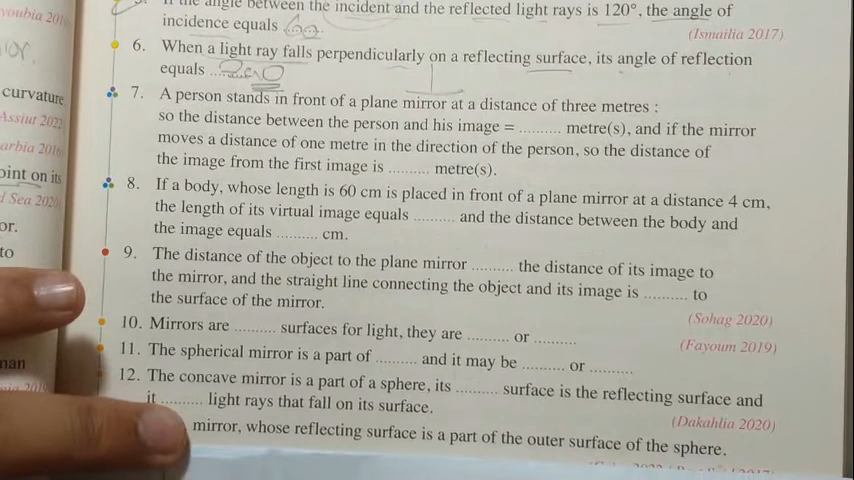 If the angle between the incident and the reflected light rays is 120°, the angle of
incidence equals 60
(Ismailia 2017)
6. When a light ray falls perpendicularly on a reflecting surface, its angle of reflection
equals .... zero
7. A person stands in front of a plane mirror at a distance of three metres :
so the distance between the person and his image = .......... metre(s), and if the mirror
moves a distance of one metre in the direction of the person, so the distance of
the image from the first image is .......... metre(s).
8. If a body, whose length is 60 cm is placed in front of a plane mirror at a distance 4 cm,
the length of its virtual image equals .......... and the distance between the body and
the image equals .......... cm.
9. The distance of the object to the plane mirror .......... the distance of its image to
the mirror, and the straight line connecting the object and its image is .......... to
the surface of the mirror.
(Sohag 2020)
10. Mirrors are .......... surfaces for light, they are .......... or ..........
(Fayoum 2019)
11. The spherical mirror is a part of .......... and it may be .......... or ..........
12. The concave mirror is a part of a sphere, its .......... surface is the reflecting surface and
it .......... light rays that fall on its surface.
(Dakahlia 2020)
mirror, whose reflecting surface is a part of the outer surface of the sphere.
curvature
Assiut 2022
point on its
d Sea 2020
or.
to
man